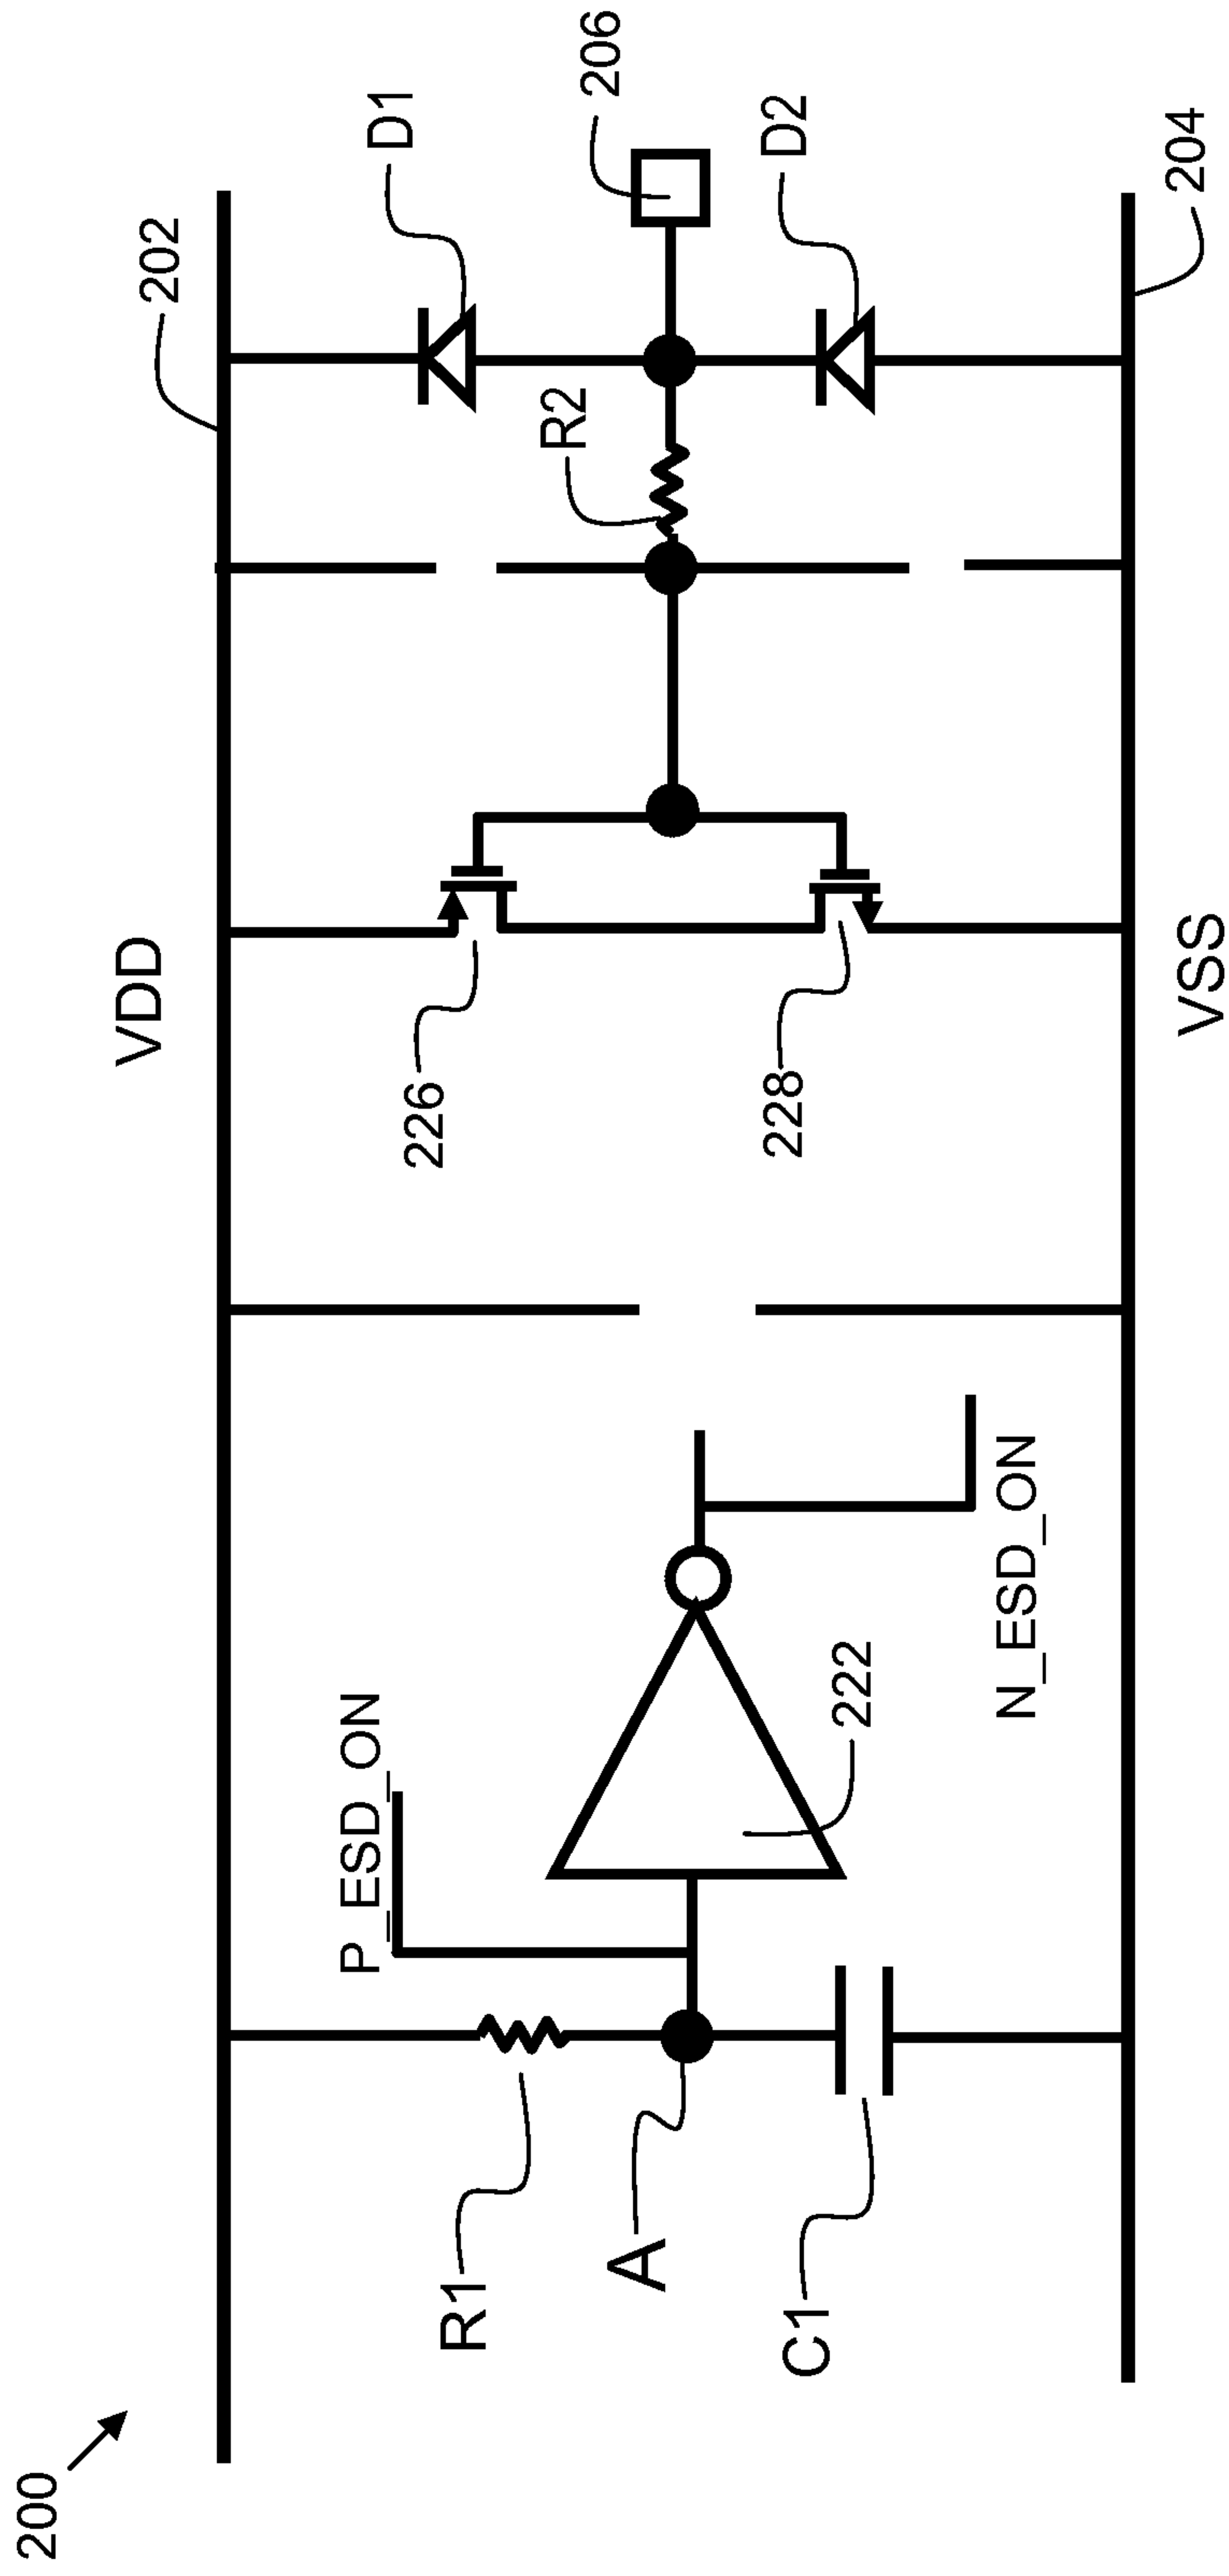 200
VDD
202
D1
206
R2
D2
226
228
P_ESD_ON
R1
A
222
N_ESD_ON
C1
204
VSS